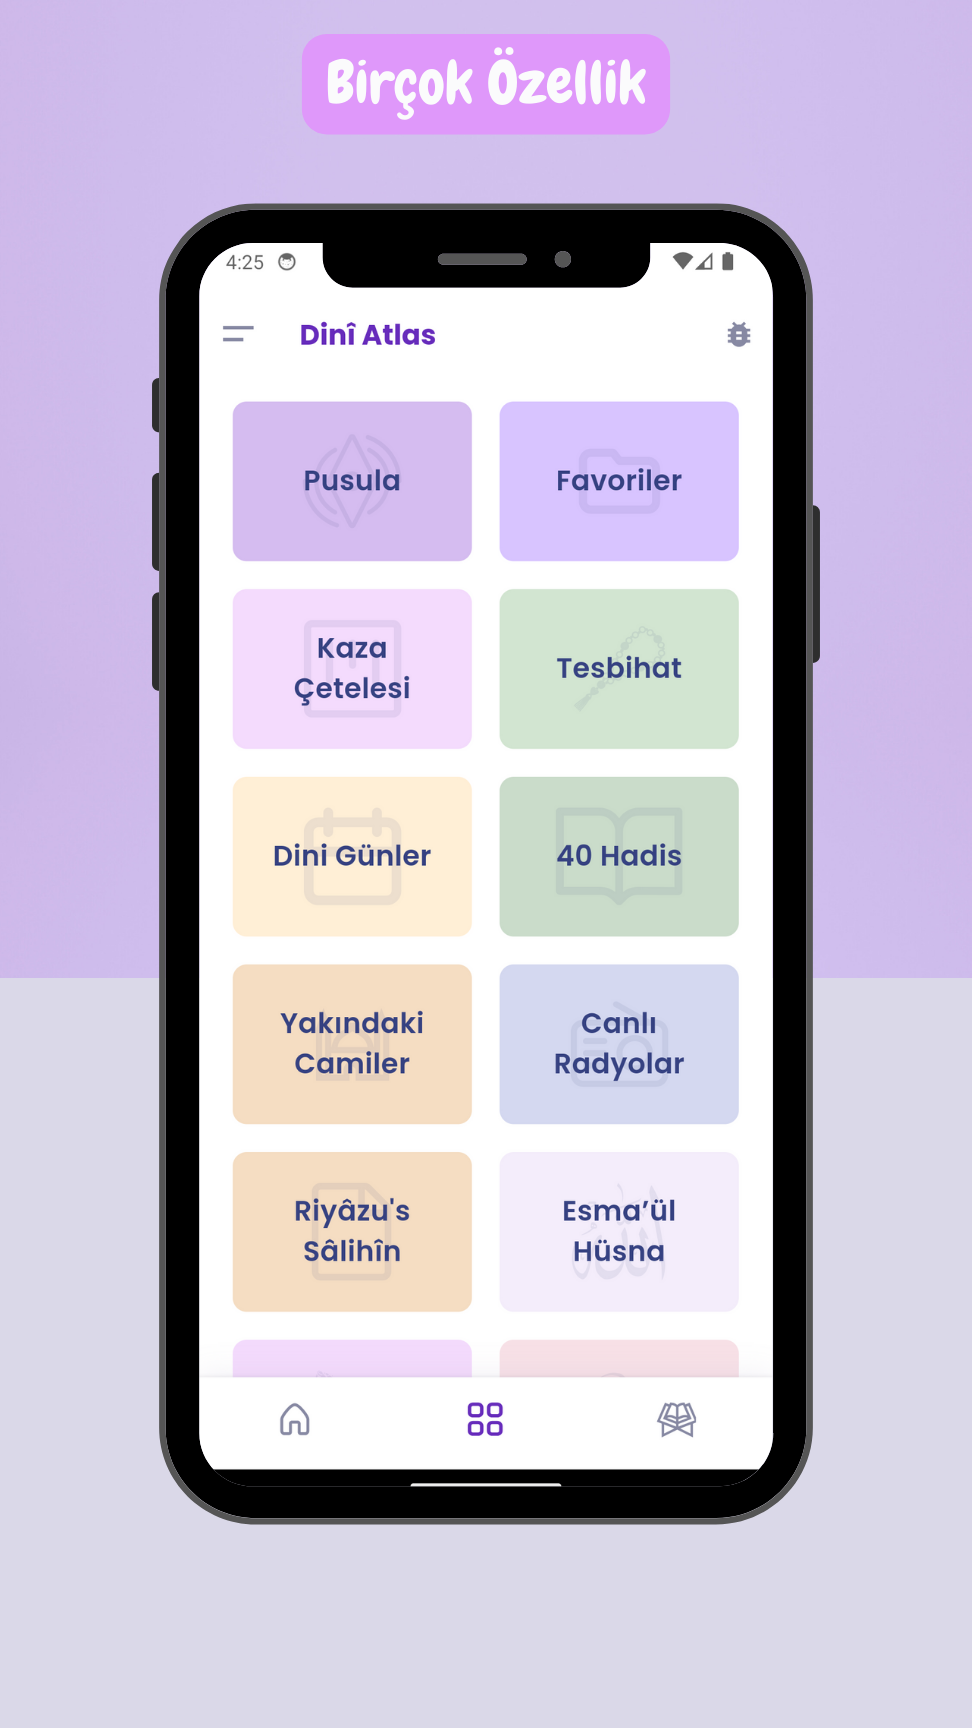 Birçok Özellik
4:25
Dinî Atlas
Pusula
Favoriler
Kaza
Çetelesi
Tesbihat
Dini Günler
40 Hadis
Yakındaki
Camiler
Canlı
Radyolar
Riyâzu's
Sâlihîn
Esma’ül
Hüsna